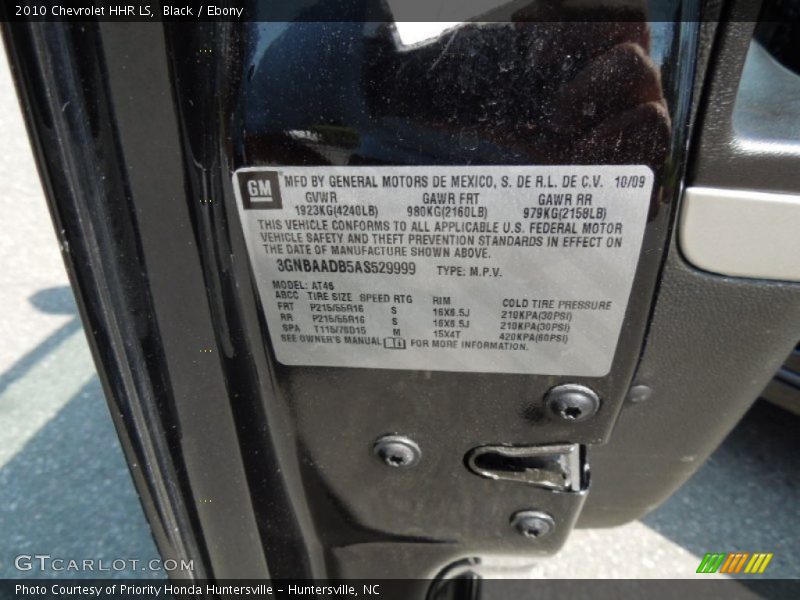 2010 Chevrolet HHR LS, Black / Ebony
GM MFD BY GENERAL MOTORS DE MEXICO, S. DE R.L. DE C.V. 10/09
GVWR GAWR FRT GAWR RR
1923KG(4240LB) 980KG(2160LB) 979KG(2158LB)
THIS VEHICLE CONFORMS TO ALL APPLICABLE U.S. FEDERAL MOTOR
VEHICLE SAFETY AND THEFT PREVENTION STANDARDS IN EFFECT ON
THE DATE OF MANUFACTURE SHOWN ABOVE.
3GNBAADB5AS529999 TYPE: M.P.V.
MODEL: AT46
ABCC TIRE SIZE SPEED RTG RIM COLD TIRE PRESSURE
FRT P215/55R16 S 16X6.5J 210KPA(30PSI)
RR P215/55R16 S 16X6.5J 210KPA(30PSI)
SPA T115/70D15 M 15X4T 420KPA(60PSI)
SEE OWNER'S MANUAL FOR MORE INFORMATION.
GTCARLOT.COM
Photo Courtesy of Priority Honda Huntersville - Huntersville, NC